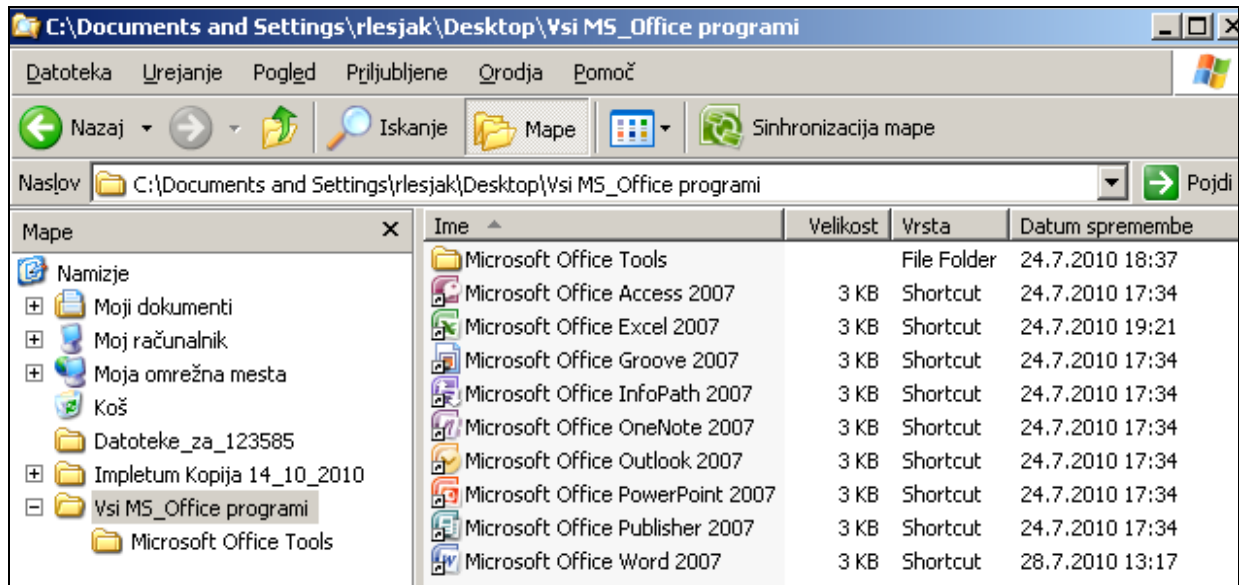 C:\Documents and Settings\rlesjak\Desktop\Vsi MS_Office programi
Datoteka Urejanje Pogled Priljubljene Orodja Pomoč
Nazaj Iskanje Mape Sinhronizacija mape
Naslov C:\Documents and Settings\rlesjak\Desktop\Vsi MS_Office programi Pojdi
Mape
Namizje
Moji dokumenti
Moj računalnik
Moja omrežna mesta
Koš
Datoteke_za_123585
Impletum Kopija 14_10_2010
Vsi MS_Office programi
Microsoft Office Tools
Ime Velikost Vrsta Datum spremembe
Microsoft Office Tools File Folder 24.7.2010 18:37
Microsoft Office Access 2007 3 KB Shortcut 24.7.2010 17:34
Microsoft Office Excel 2007 3 KB Shortcut 24.7.2010 19:21
Microsoft Office Groove 2007 3 KB Shortcut 24.7.2010 17:34
Microsoft Office InfoPath 2007 3 KB Shortcut 24.7.2010 17:34
Microsoft Office OneNote 2007 3 KB Shortcut 24.7.2010 17:34
Microsoft Office Outlook 2007 3 KB Shortcut 24.7.2010 17:34
Microsoft Office PowerPoint 2007 3 KB Shortcut 24.7.2010 17:34
Microsoft Office Publisher 2007 3 KB Shortcut 24.7.2010 17:34
Microsoft Office Word 2007 3 KB Shortcut 28.7.2010 13:17